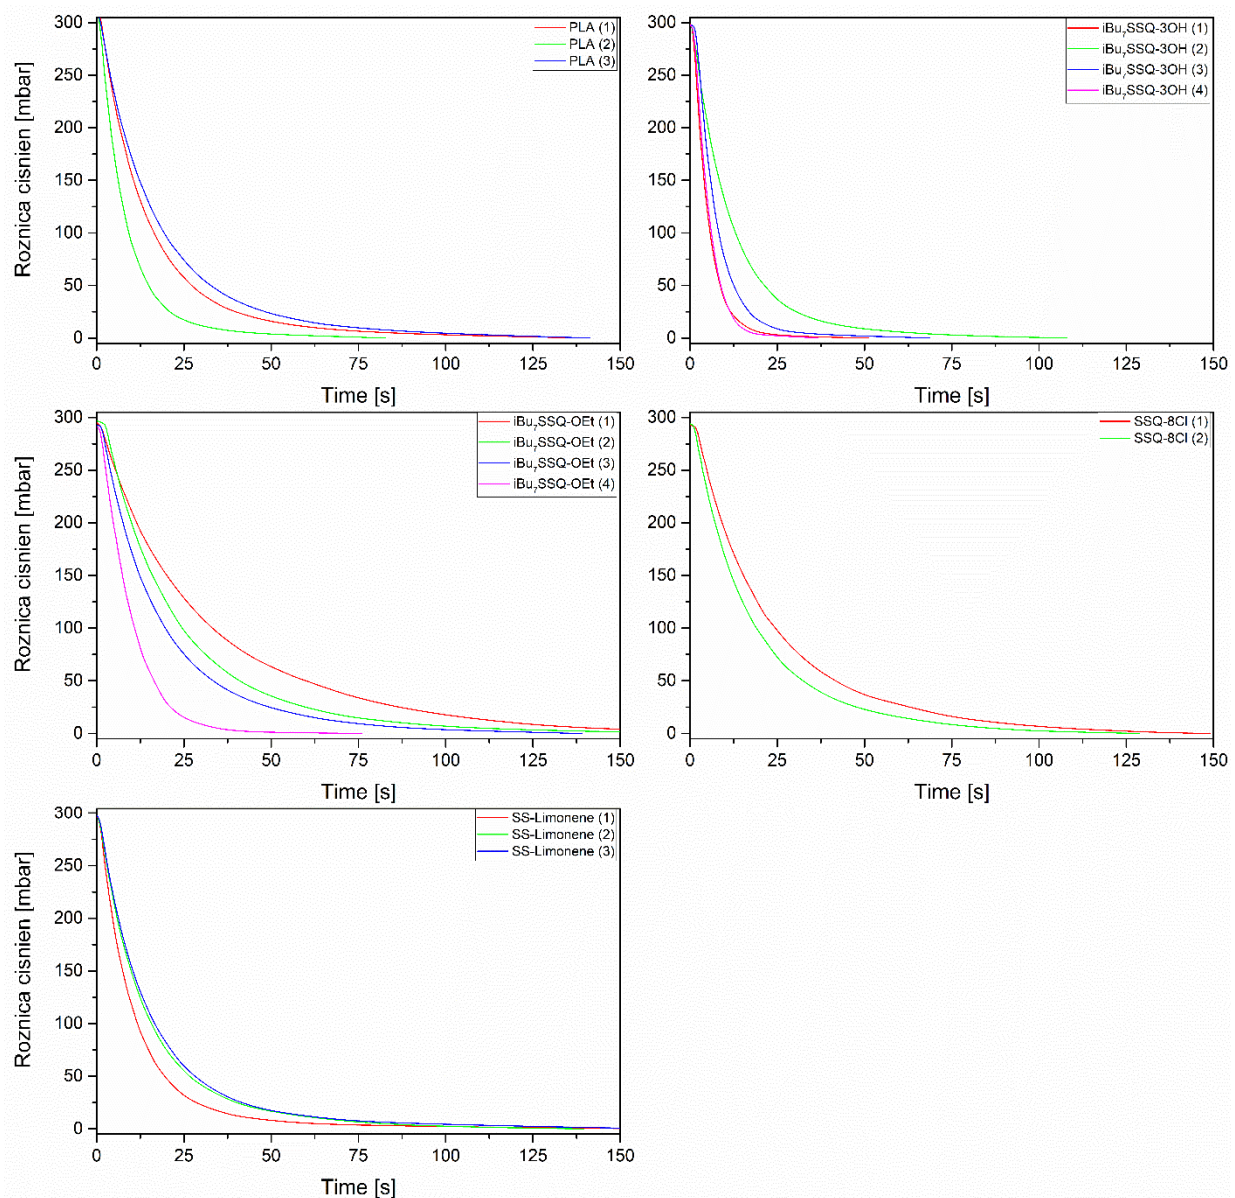 300
250
200
150
100
50
0
Roznica cisnien [mbar]
PLA (1)
PLA (2)
PLA (3)
0 25 50 75 100 125 150
Time [s]
300
250
200
150
100
50
0
Roznica cisnien [mbar]
iBu₇SSQ-3OH (1)
iBu₇SSQ-3OH (2)
iBu₇SSQ-3OH (3)
iBu₇SSQ-3OH (4)
0 25 50 75 100 125 150
Time [s]
300
250
200
150
100
50
0
Roznica cisnien [mbar]
iBu₇SSQ-OEt (1)
iBu₇SSQ-OEt (2)
iBu₇SSQ-OEt (3)
iBu₇SSQ-OEt (4)
0 25 50 75 100 125 150
Time [s]
300
250
200
150
100
50
0
Roznica cisnien [mbar]
SSQ-8Cl (1)
SSQ-8Cl (2)
0 25 50 75 100 125 150
Time [s]
300
250
200
150
100
50
0
Roznica cisnien [mbar]
SS-Limonene (1)
SS-Limonene (2)
SS-Limonene (3)
0 25 50 75 100 125 150
Time [s]